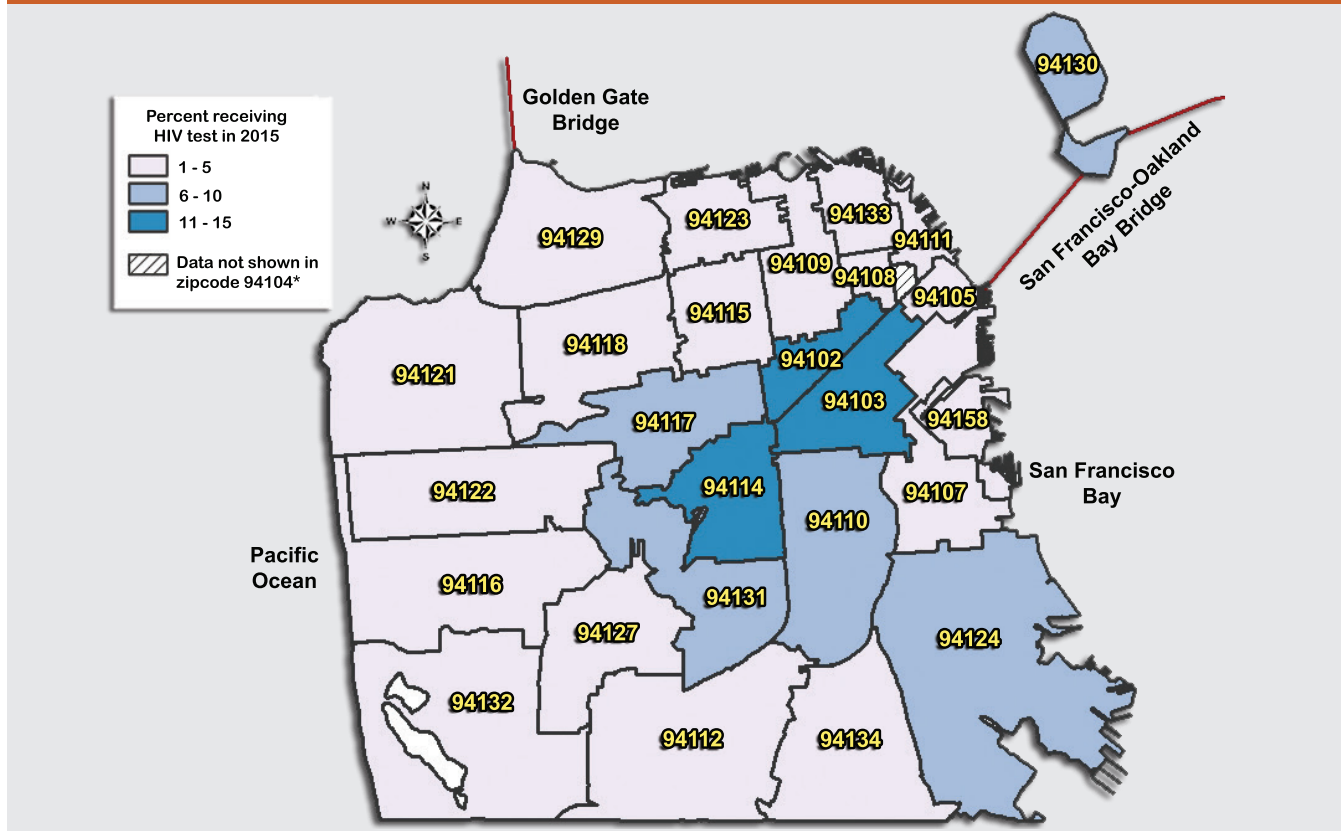 94130
Golden Gate
Bridge
Percent receiving
HIV test in 2015
1 - 5
6 - 10
11 - 15
Data not shown in
zipcode 94104*
N
W
E
S
San Francisco-Oakland
Bay Bridge
94129
94123
94133
94111
94109
94108
94105
94115
94118
94102
94121
94103
94117
94158
94122
94114
94107
94110
San Francisco
Bay
Pacific
Ocean
94116
94131
94127
94124
94132
94112
94134